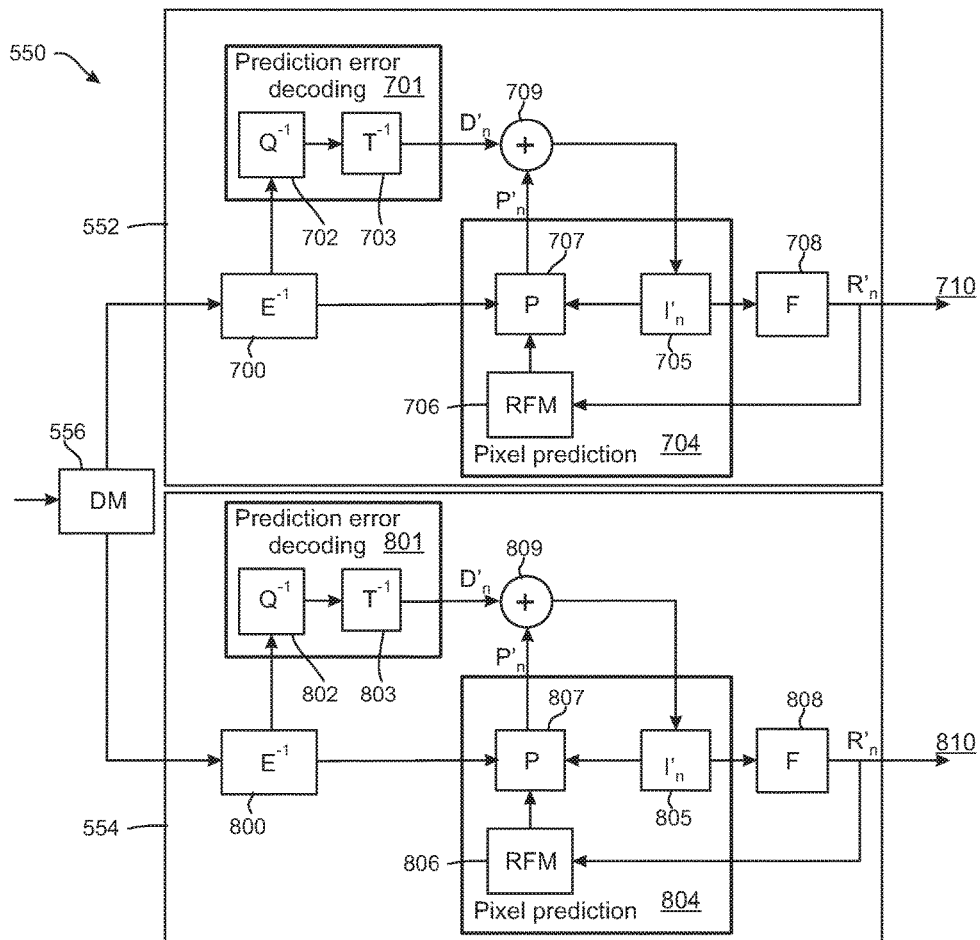 550
Prediction error
decoding 701
709
D'n
Q-1
T-1
+
552
702
703
P'n
707
708
E-1
P
I'n
F
R'n
710
700
705
706
RFM
556
Pixel prediction 704
DM
Prediction error
decoding 801
809
D'n
Q-1
T-1
+
802
803
P'n
807
808
E-1
P
I'n
F
R'n
810
554
800
805
806
RFM
Pixel prediction 804